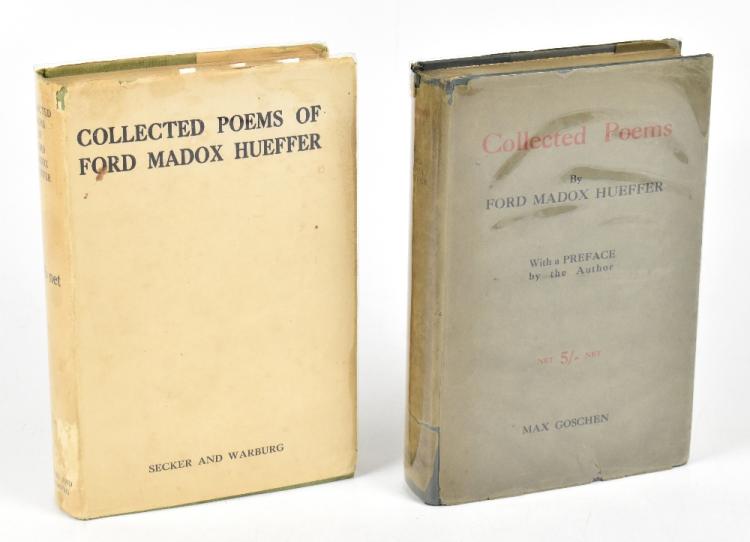 COLLECTED POEMS OF
FORD MADOX HUEFFER
SECKER AND WARBURG
net
Collected Poems
By
FORD MADOX HUEFFER
With a PREFACE
by the Author
NET 5/- NET
MAX GOSCHEN